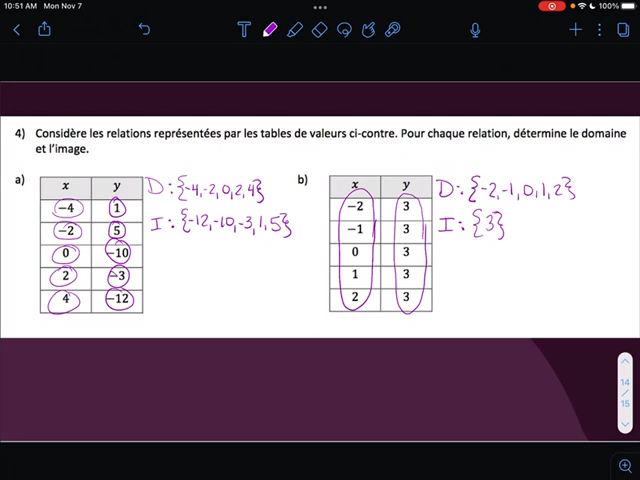 10:51 AM Mon Nov 7
100%
4) Considère les relations représentées par les tables de valeurs ci-contre. Pour chaque relation, détermine le domaine
et l'image.
a)
x y
−4 1
−2 5
0 −10
2 −3
4 −12
D : {-4,-2,0,2,4}
I : {-12,-10,-3,1,5}
b)
x y
−2 3
−1 3
0 3
1 3
2 3
D : {-2,-1,0,1,2}
I : {3}
14
/
15